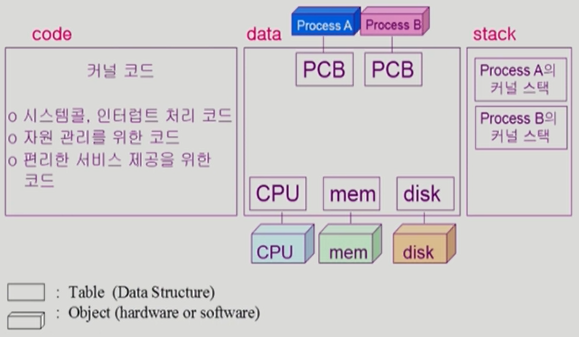 code
커널 코드
o 시스템콜, 인터럽트 처리 코드
o 자원 관리를 위한 코드
o 편리한 서비스 제공을 위한
코드
data
Process A
Process B
PCB
PCB
CPU
mem
disk
CPU
mem
disk
stack
Process A의
커널 스택
Process B의
커널 스택
: Table (Data Structure)
: Object (hardware or software)